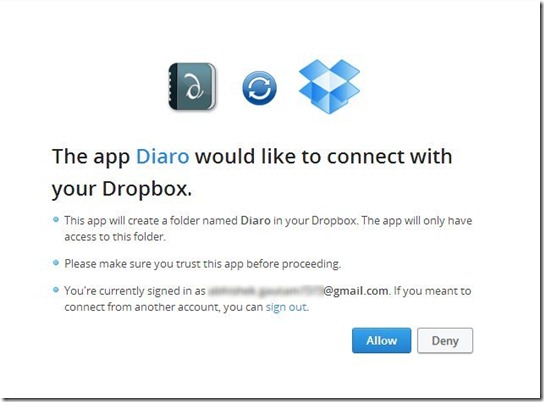 The app Diaro would like to connect with
your Dropbox.
This app will create a folder named Diaro in your Dropbox. The app will only have
access to this folder.
Please make sure you trust this app before proceeding.
You're currently signed in as @gmail.com. If you meant to
connect from another account, you can sign out.
Allow Deny